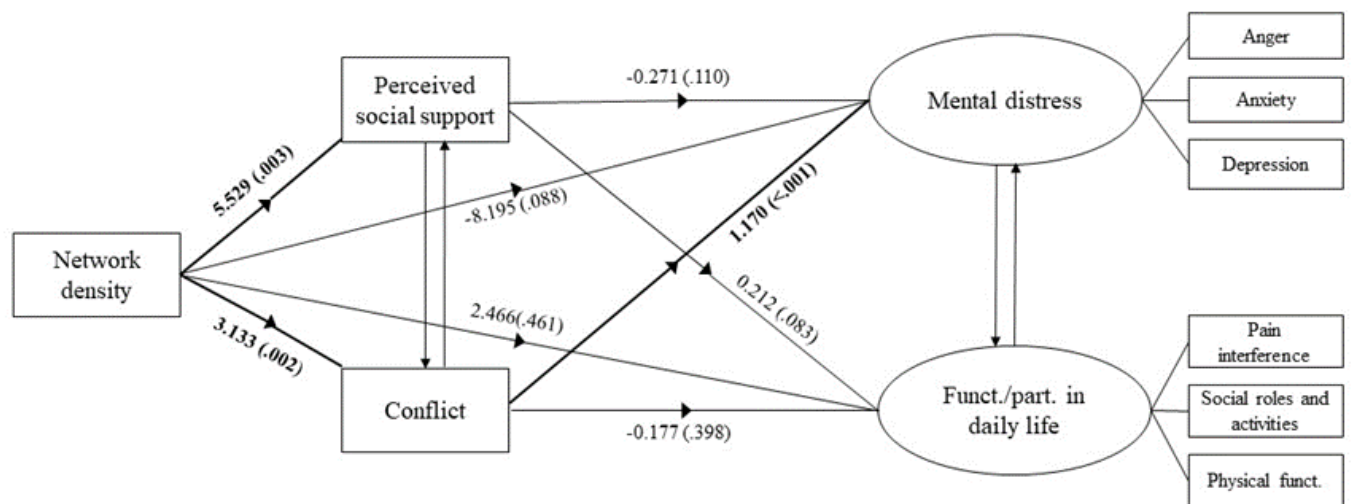 Anger
Perceived
social support
-0.271 (.110)
Mental distress
Anxiety
Depression
5.529 (.003)
-8.195 (.088)
1.170 (<.001)
Network
density
3.133 (.002)
2.466(.461)
0.212 (.083)
Conflict
-0.177 (.398)
Funct./part. in
daily life
Pain
interference
Social roles and
activities
Physical funct.